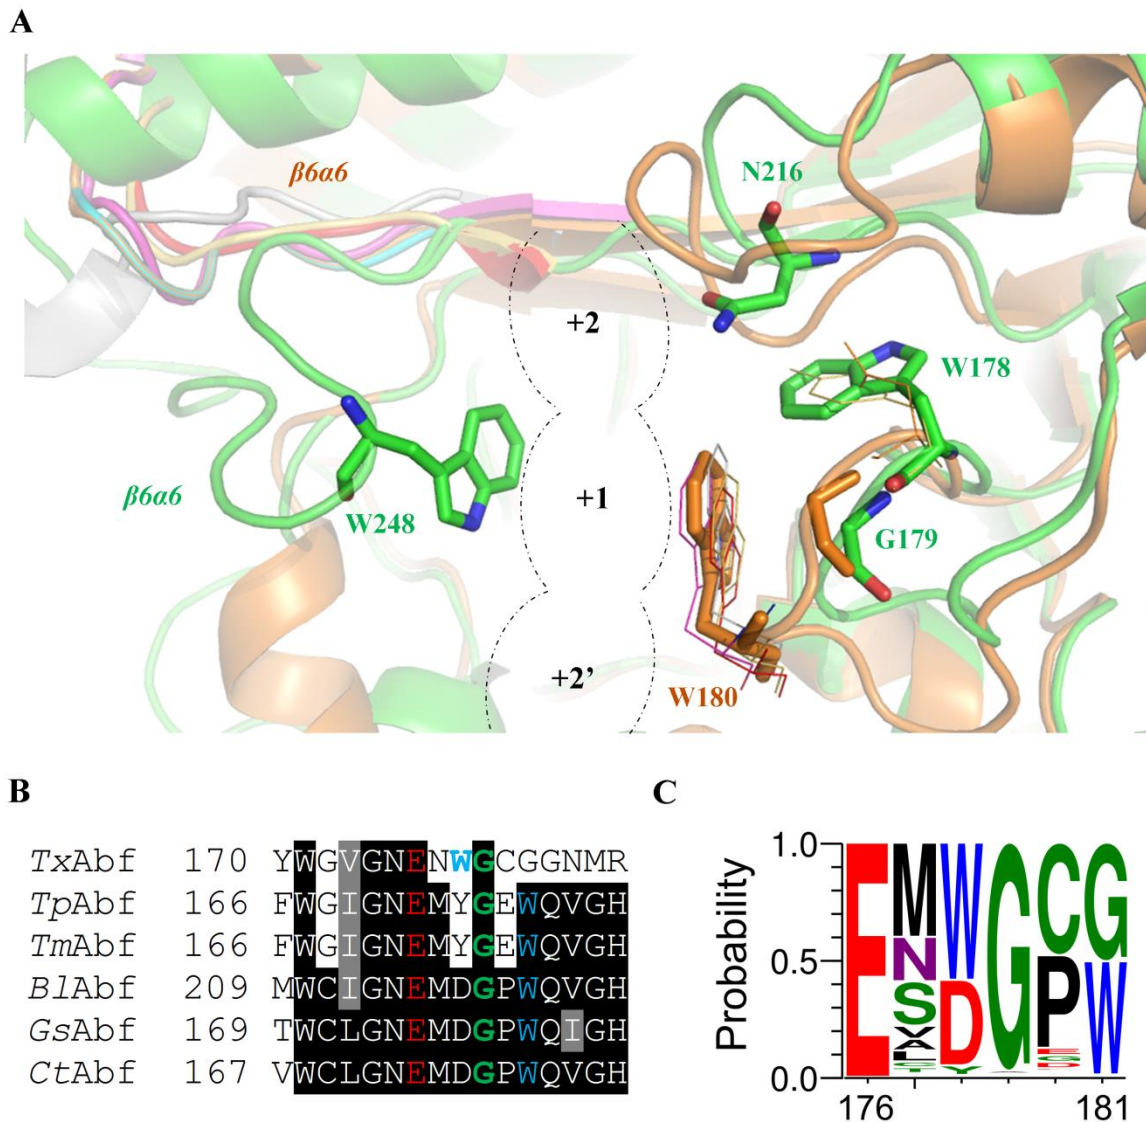 A
β6α6
N216
+2
W178
β6α6
+1
W248
G179
+2’
W180
B
TxAbf 170 YWGVGNENWGCGGNMR
TpAbf 166 FWGIGNEMYGEWQVGH
TmAbf 166 FWGIGNEMYGEWQVGH
BlAbf 209 MWCIGNEMDGPWQVGH
GsAbf 169 TWCLGNEMDGPWQIGH
CtAbf 167 VWCLGNEMDGPWQVGH
C
Probability
1.0
0.5
0.0
E M W G C G
N D P W
S
176 181